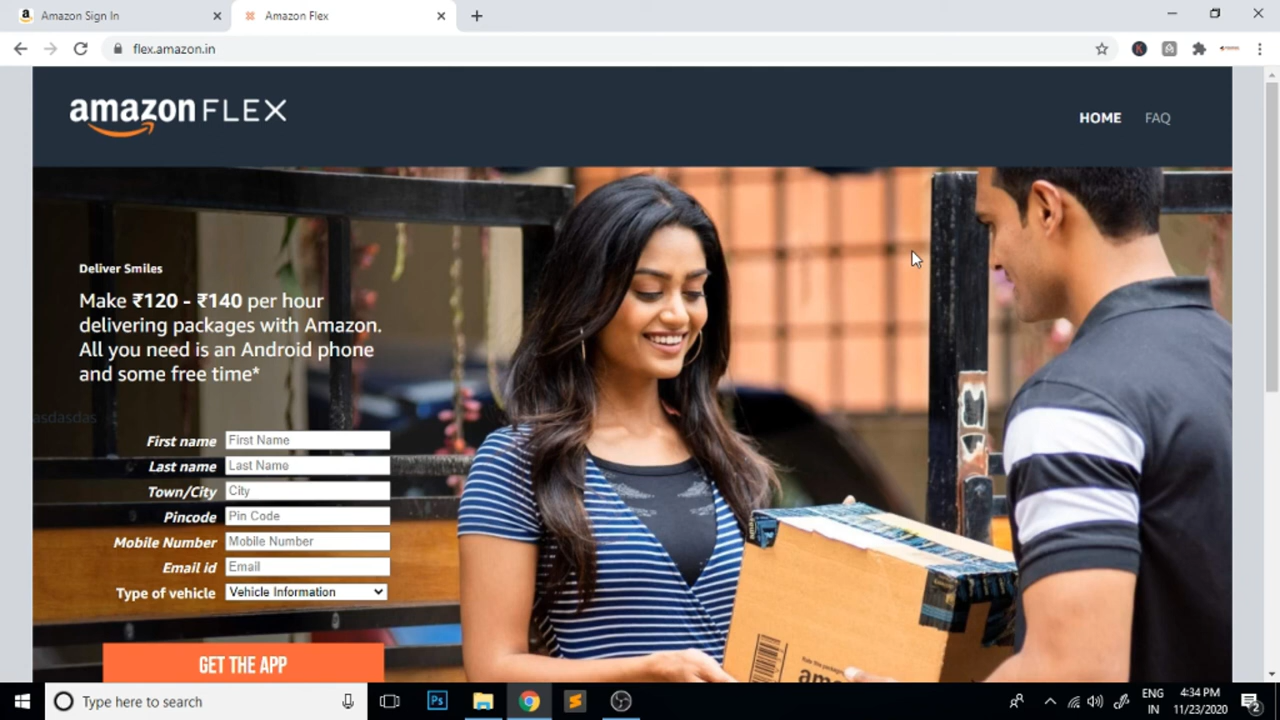 Amazon Sign In
Amazon Flex
flex.amazon.in
amazon FLEX
HOME FAQ
Deliver Smiles
Make ₹120 - ₹140 per hour
delivering packages with Amazon.
All you need is an Android phone
and some free time*
asdasdas
First name First Name
Last name Last Name
Town/City City
Pincode Pin Code
Mobile Number Mobile Number
Email id Email
Type of vehicle Vehicle Information
GET THE APP
Type here to search
Ps
ENG
IN
4:34 PM
11/23/2020
2